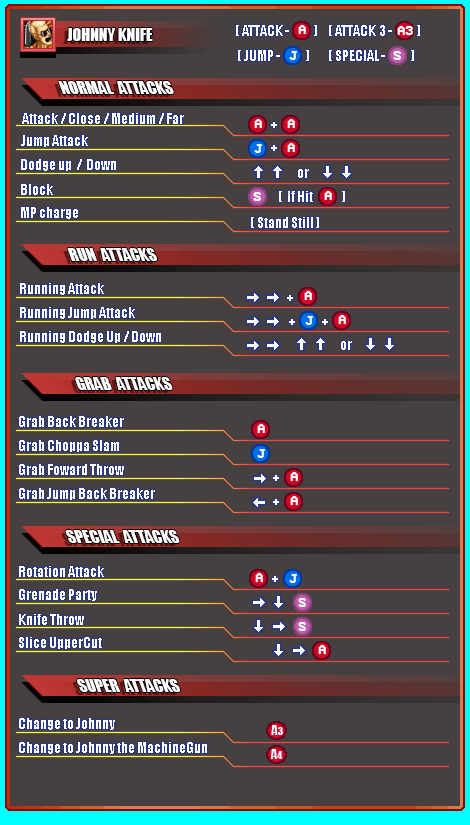 JOHNNY KNIFE
[ ATTACK - A ] [ ATTACK 3 - A3 ]
[ JUMP - J ] [ SPECIAL - S ]
NORMAL ATTACKS
Attack / Close / Medium / Far A + A
Jump Attack J + A
Dodge up / Down ↑ ↑ or ↓ ↓
Block S [ If Hit A ]
MP charge [ Stand Still ]
RUN ATTACKS
Running Attack → → + A
Running Jump Attack → → + J + A
Running Dodge Up / Down → → ↑ ↑ or ↓ ↓
GRAB ATTACKS
Grab Back Breaker A
Grab Choppa Slam J
Grab Foward Throw → + A
Grab Jump Back Breaker ← + A
SPECIAL ATTACKS
Rotation Attack A + J
Grenade Party → ↓ S
Knife Throw ↓ → S
Slice UpperCut ↓ → A
SUPER ATTACKS
Change to Johnny A3
Change to Johnny the MachineGun A4